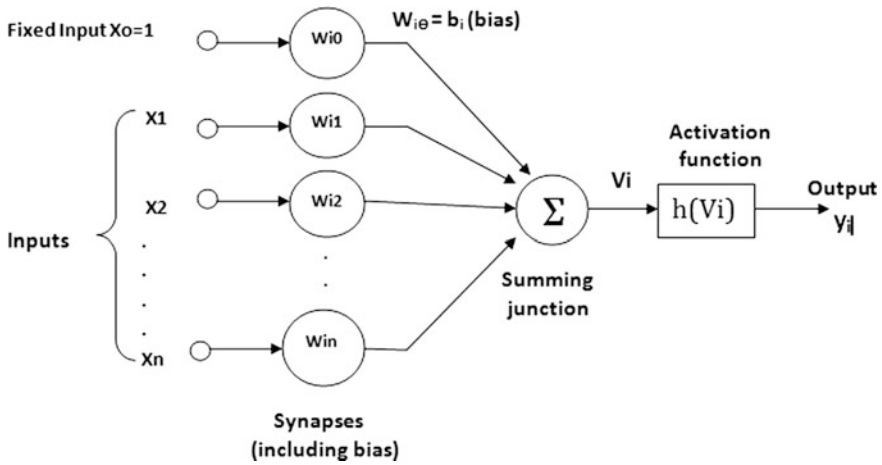 Fixed Input Xo=1
Wi0
Wiθ = bi (bias)
Inputs
X1
Wi1
X2
Wi2
.
.
.
.
.
.
Xn
Win
Synapses
(including bias)
Σ
Summing
junction
Vi
Activation
function
h(Vi)
Output
yi|